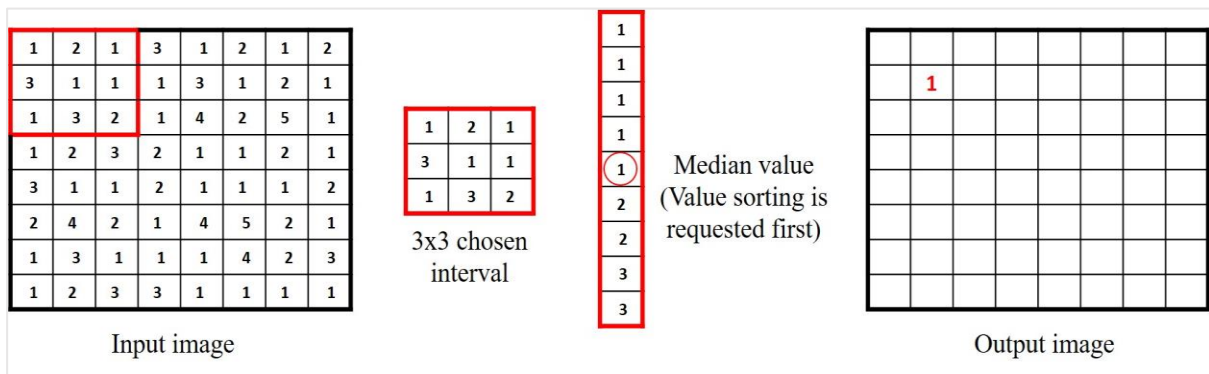 1 2 1 3 1 2 1 2
3 1 1 1 3 1 2 1
1 3 2 1 4 2 5 1
1 2 3 2 1 1 2 1
3 1 1 2 1 1 1 2
2 4 2 1 4 5 2 1
1 3 1 1 1 4 2 3
1 2 3 3 1 1 1 1
Input image
1 2 1
3 1 1
1 3 2
3x3 chosen
interval
1
1
1
1
1
2
2
3
3
Median value
(Value sorting is
requested first)
1
Output image